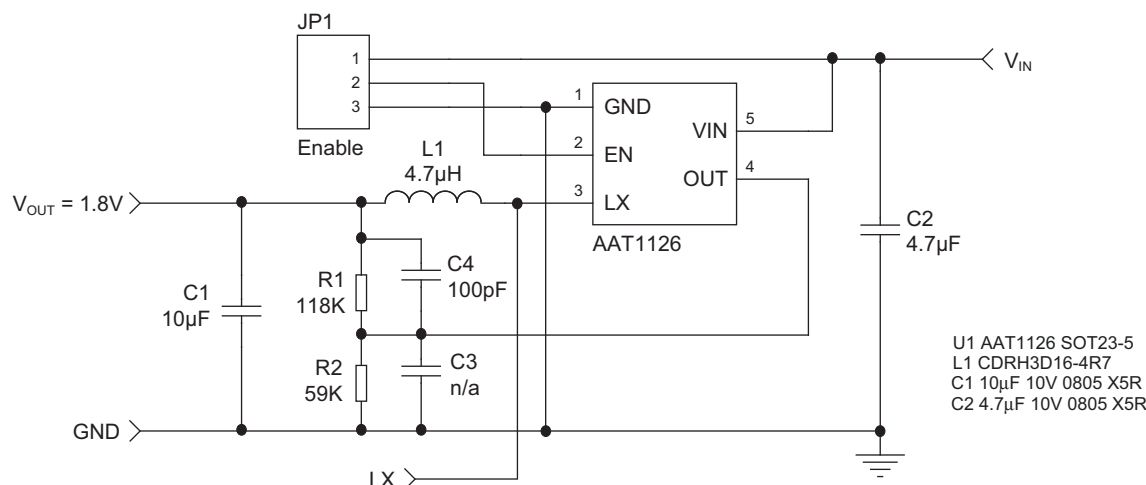 JP1
1
2
3
Enable
V_IN
1
GND
2
EN
3
LX
VIN
5
OUT
4
AAT1126
L1
4.7µH
V_OUT = 1.8V
C2
4.7µF
C4
100pF
R1
118K
C1
10µF
R2
59K
C3
n/a
GND
LX
U1 AAT1126 SOT23-5
L1 CDRH3D16-4R7
C1 10µF 10V 0805 X5R
C2 4.7µF 10V 0805 X5R